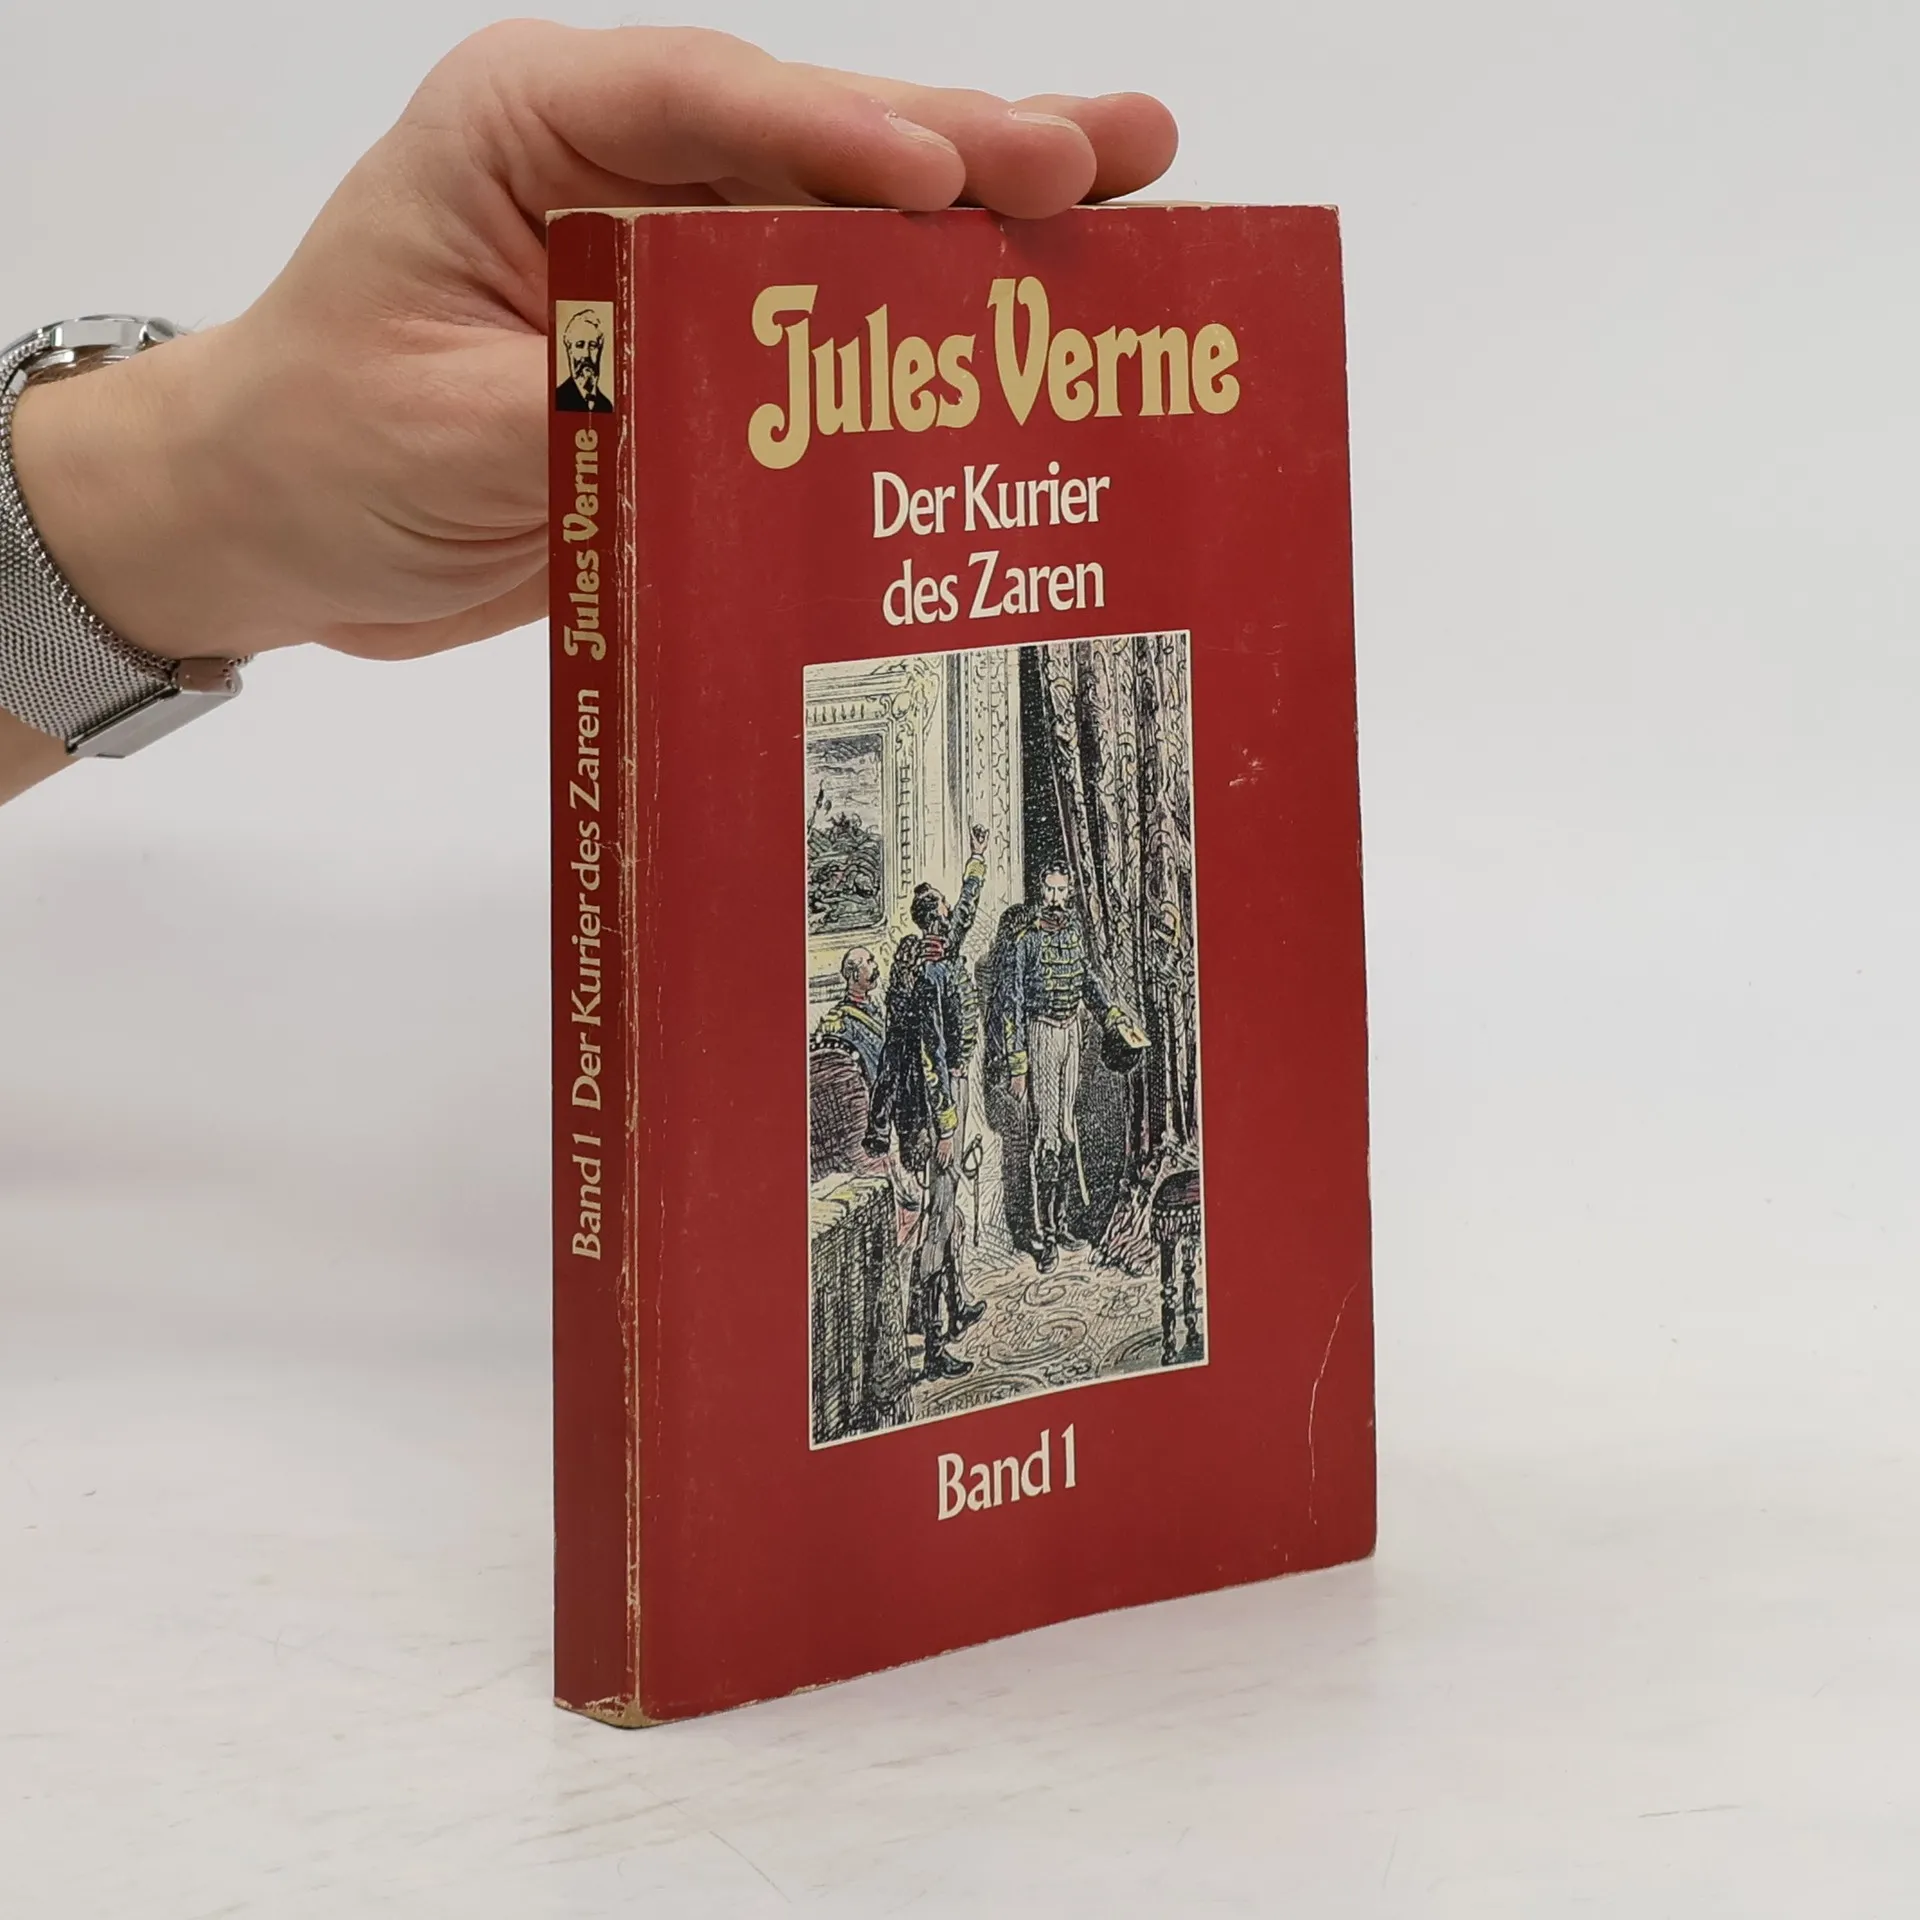 Jules Verne
Der Kurier
des Zaren
Band 1
Band 1 Der Kurier des Zaren Jules Verne